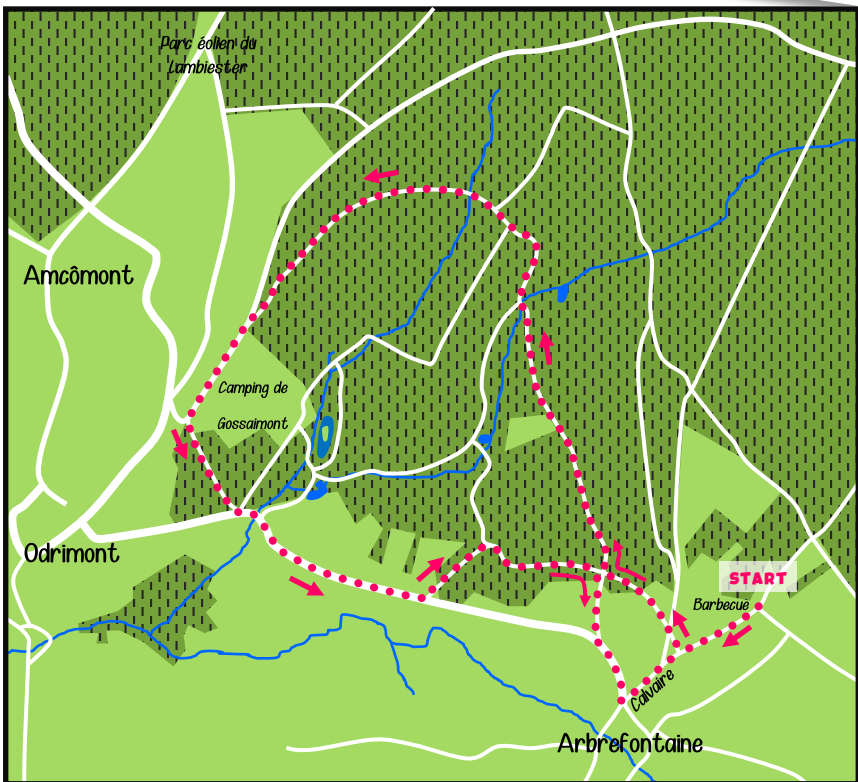 Parc éolien du
Lambiester
Amcômont
Camping de
Gossaimont
Odrimont
START
Barbecue
Calvaire
Arbrefontaine